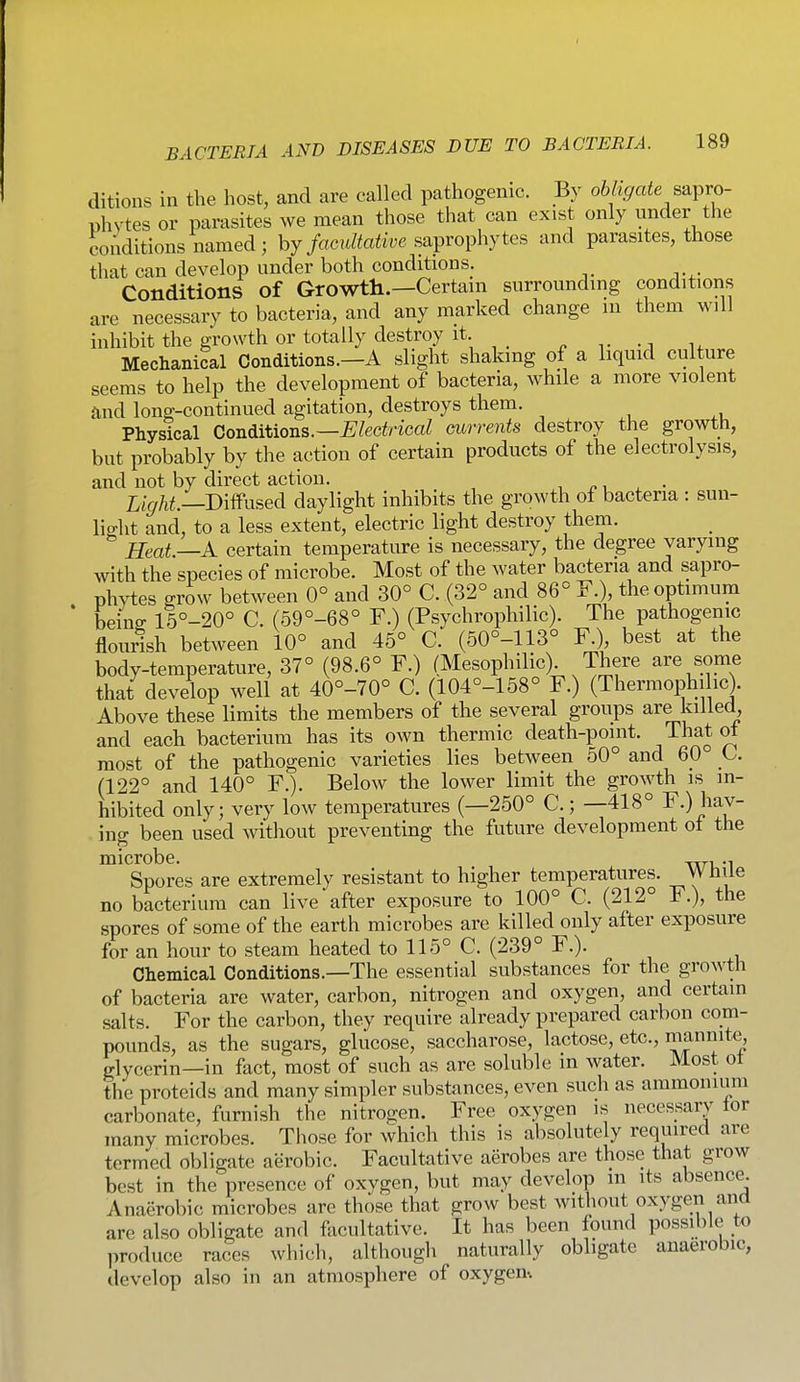 BACTERIA AND DISEASES DUE TO BACTERIA. 189
ditions in the host, and are called pathogenic. By obligate sapro-
phytes or parasites we mean those that can exist only under the
conditions named; by facultative saprophytes and parasites, those
that can develop under both conditions.
Conditions of Growth.—Certain surrounding conditions
are necessary to bacteria, and any marked change in them will
inhibit the growth or totally destroy it.
Mechanical Conditions.—A slight shaking of a liquid culture
seems to help the development of bacteria, while a more violent
and long-continued agitation, destroys them.
Physical Conditions.—Electrical currents destroy the growth,
but probably by the action of certain products of the electrolysis,
and not by direct action.
Light.—Diffused daylight inhibits the growth of bacteria : sun-
light and, to a less extent, electric light destroy them.
Heat.—A certain temperature is necessary, the degree varying
with the species of microbe. Most of the water bacteria and sapro-
phytes grow between 0° and 30° C. (32° and 86° F.), the optimum
being 15°-20° C. (59°-68° F.) (Psychrophilic). The pathogenic
flourish between 10° and 45° C. (50°-113° F.), best at the
body-temperature, 37° (98.6° F.) (Mesophilic). There are some
that develop well at 40°-70° C. (104°-158° F.) (Thermophilic).
Above these limits the members of the several groups are killed,
and each bacterium has its own thermic death-point. That of
most of the pathogenic varieties lies between 50° and 60° C.
(122° and 140° F.). Below the lower limit the growth is in-
hibited only; very low temperatures (—250° C.; —418° F.) hav-
ing been used without preventing the future development of the
microbe.
Spores are extremely resistant to higher temperatures. While
no bacterium can live after exposure to 100° C. (212° F.), the
spores of some of the earth microbes are killed only after exposure
for an hour to steam heated to 115° C. (239° F.).
Chemical Conditions.—The essential substances for the growth
of bacteria are water, carbon, nitrogen and oxygen, and certain
salts. For the carbon, they require already prepared carbon com-
pounds, as the sugars, glucose, saccharose, lactose, etc., mannite,
glycerin—in fact, most of such as are soluble in water. Most of
the proteids and many simpler substances, even such as ammonium
carbonate, furnish the nitrogen. Free oxygen is necessary for
many microbes. Those for which this is absolutely required are
termed obligate aërobic. Facultative aërobes are those that grow
best in the presence of oxygen, but may develop in its absence.
Anaërobic microbes are those that grow best without oxygen and
are also obligate and facultative. It has been found possible to
produce races which, although naturally obligate anaërobic,
develop also in an atmosphere of oxygen.